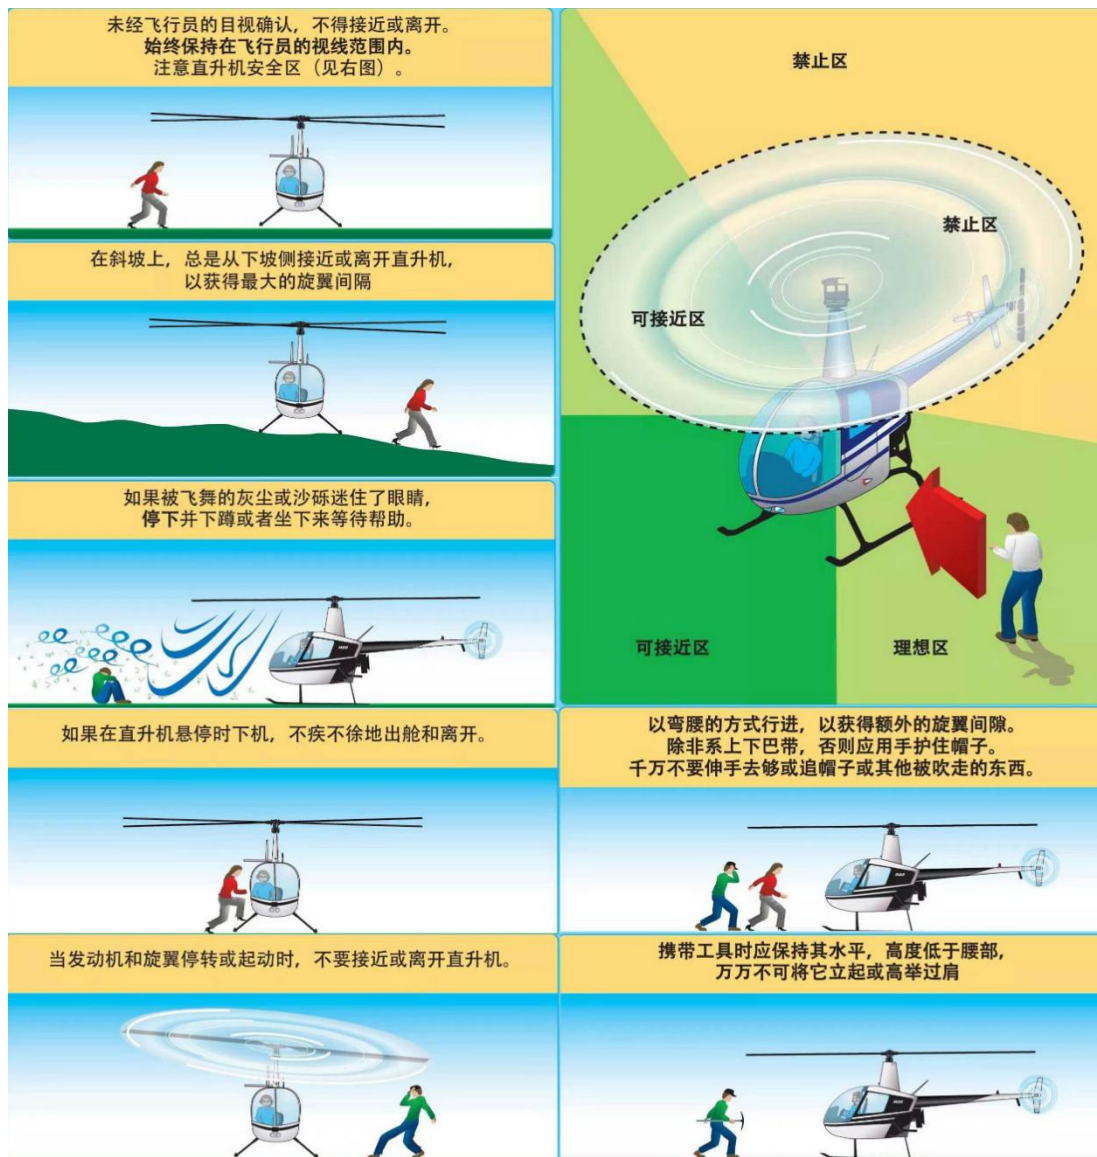 未经飞行员的目视确认，不得接近或离开。
始终保持在飞行员的视线范围内。
注意直升机安全区（见右图）。
禁止区
禁止区
可接近区
可接近区
理想区
在斜坡上，总是从下坡侧接近或离开直升机，
以获得最大的旋翼间隔
如果被飞舞的灰尘或沙砾迷住了眼睛，
停下并下蹲或者坐下来等待帮助。
如果在直升机悬停时下机，不疾不徐地出舱和离开。
以弯腰的方式行进，以获得额外的旋翼间隙。
除非系上下巴带，否则应用手护住帽子。
千万不要伸手去够或追帽子或其他被吹走的东西。
当发动机和旋翼停转或起动时，不要接近或离开直升机。
携带工具时应保持其水平，高度低于腰部，
万万不可将它立起或高举过肩